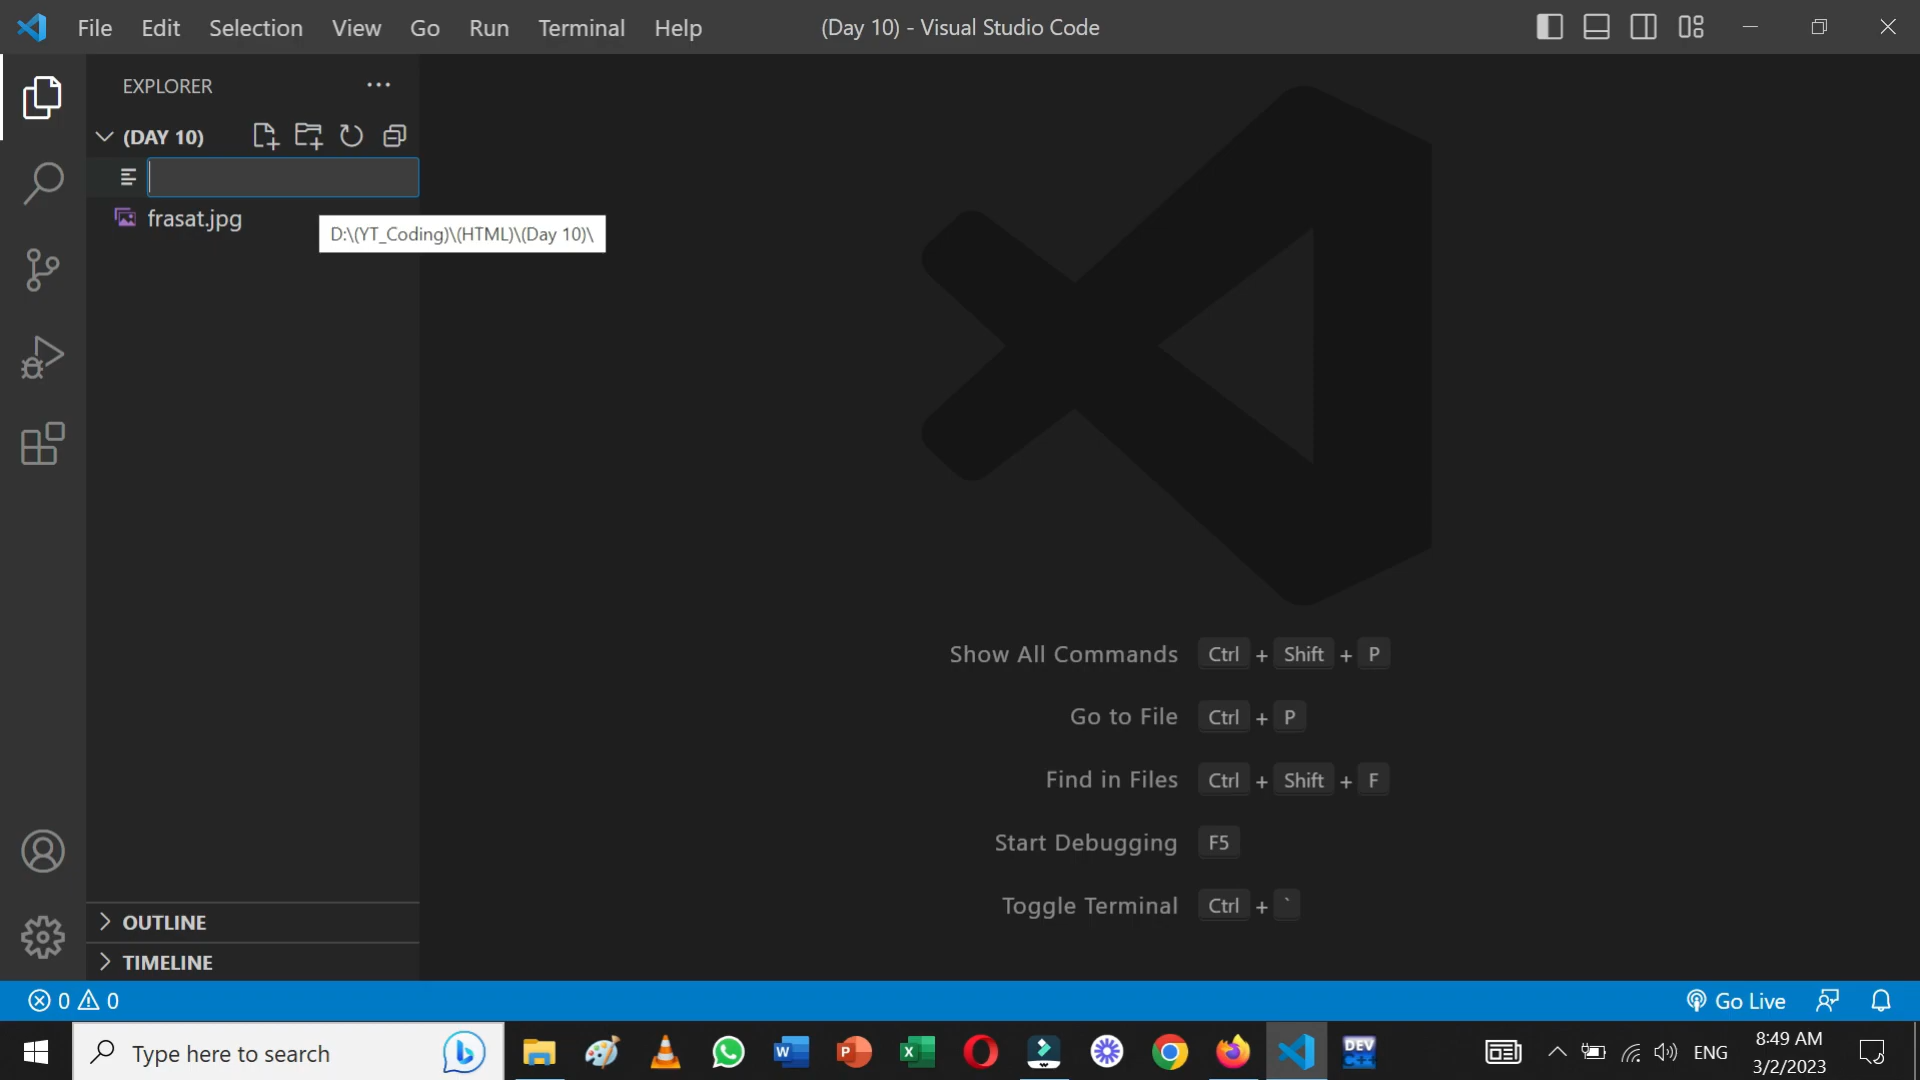 File Edit Selection View Go Run Terminal Help (Day 10) - Visual Studio Code
EXPLORER
(DAY 10)
frasat.jpg
D:\(YT_Coding)\(HTML)\(Day 10)\
Show All Commands Ctrl + Shift + P
Go to File Ctrl + P
Find in Files Ctrl + Shift + F
Start Debugging F5
Toggle Terminal Ctrl + `
OUTLINE
TIMELINE
0 0 Go Live
Type here to search
W P X DEV C++
ENG
8:49 AM
3/2/2023